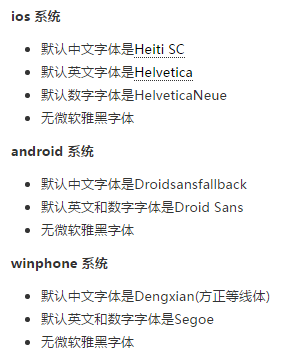 ios 系统
默认中文字体是Heiti SC
默认英文字体是Helvetica
默认数字字体是HelveticaNeue
无微软雅黑字体
android 系统
默认中文字体是Droidsansfallback
默认英文和数字字体是Droid Sans
无微软雅黑字体
winphone 系统
默认中文字体是Dengxian(方正等线体)
默认英文和数字字体是Segoe
无微软雅黑字体